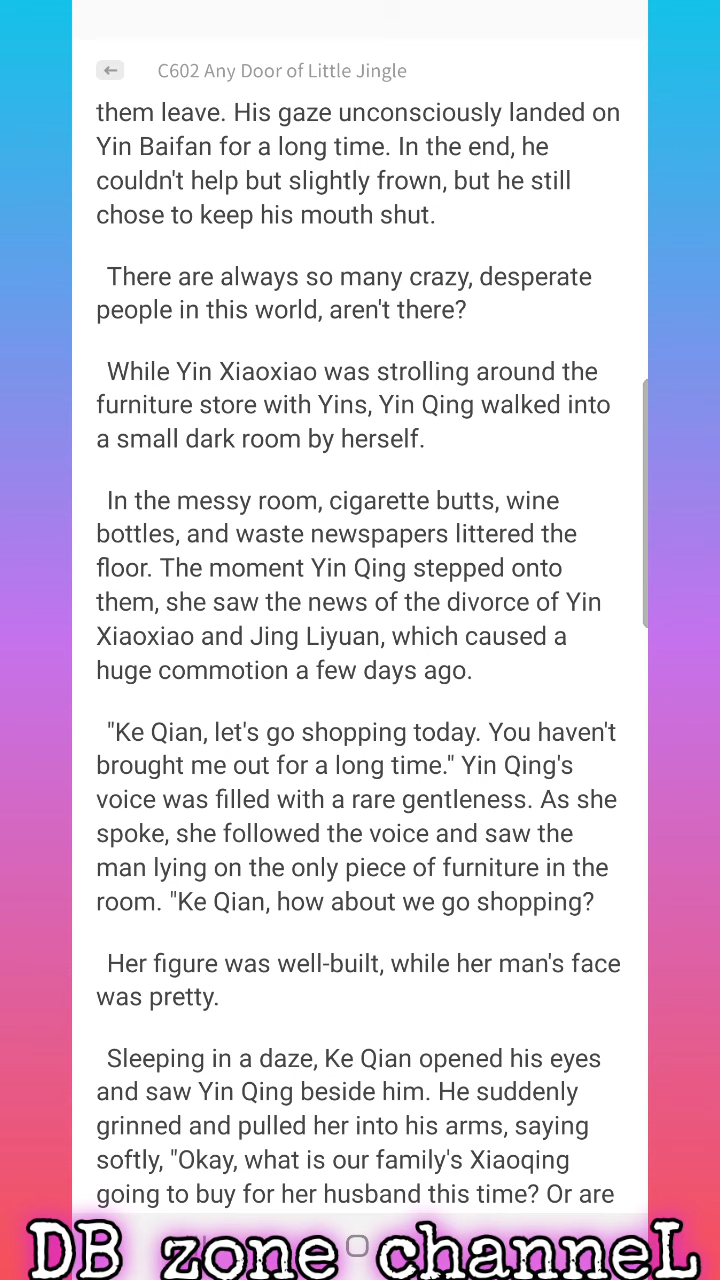 C602 Any Door of Little Jingle
them leave. His gaze unconsciously landed on
Yin Baifan for a long time. In the end, he
couldn't help but slightly frown, but he still
chose to keep his mouth shut.
There are always so many crazy, desperate
people in this world, aren't there?
While Yin Xiaoxiao was strolling around the
furniture store with Yins, Yin Qing walked into
a small dark room by herself.
In the messy room, cigarette butts, wine
bottles, and waste newspapers littered the
floor. The moment Yin Qing stepped onto
them, she saw the news of the divorce of Yin
Xiaoxiao and Jing Liyuan, which caused a
huge commotion a few days ago.
"Ke Qian, let's go shopping today. You haven't
brought me out for a long time." Yin Qing's
voice was filled with a rare gentleness. As she
spoke, she followed the voice and saw the
man lying on the only piece of furniture in the
room. "Ke Qian, how about we go shopping?
Her figure was well-built, while her man's face
was pretty.
Sleeping in a daze, Ke Qian opened his eyes
and saw Yin Qing beside him. He suddenly
grinned and pulled her into his arms, saying
softly, "Okay, what is our family's Xiaoqing
going to buy for her husband this time? Or are
DB zone channeL